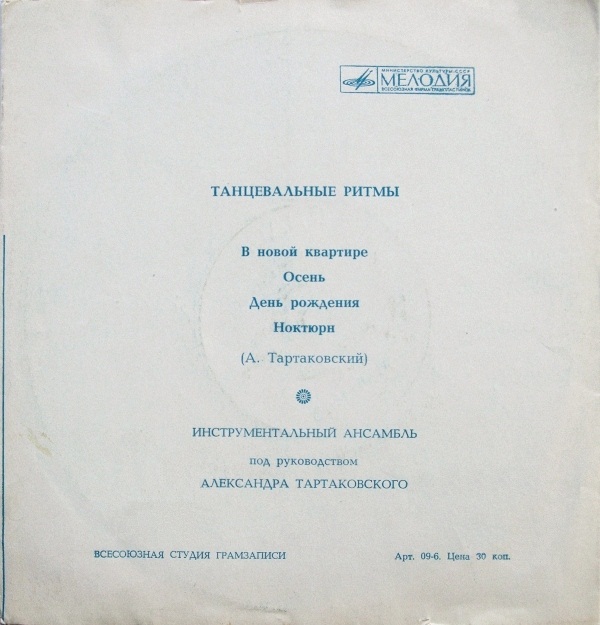 МИНИСТЕРСТВО КУЛЬТУРЫ СССР
МЕЛОДИЯ
ВСЕСОЮЗНАЯ ФИРМА ГРАМПЛАСТИНОК
ТАНЦЕВАЛЬНЫЕ РИТМЫ
В новой квартире
Осень
День рождения
Ноктюрн
(А. Тартаковский)
ИНСТРУМЕНТАЛЬНЫЙ АНСАМБЛЬ
под руководством
АЛЕКСАНДРА ТАРТАКОВСКОГО
ВСЕСОЮЗНАЯ СТУДИЯ ГРАМЗАПИСИ
Арт. 09-6. Цена 30 коп.